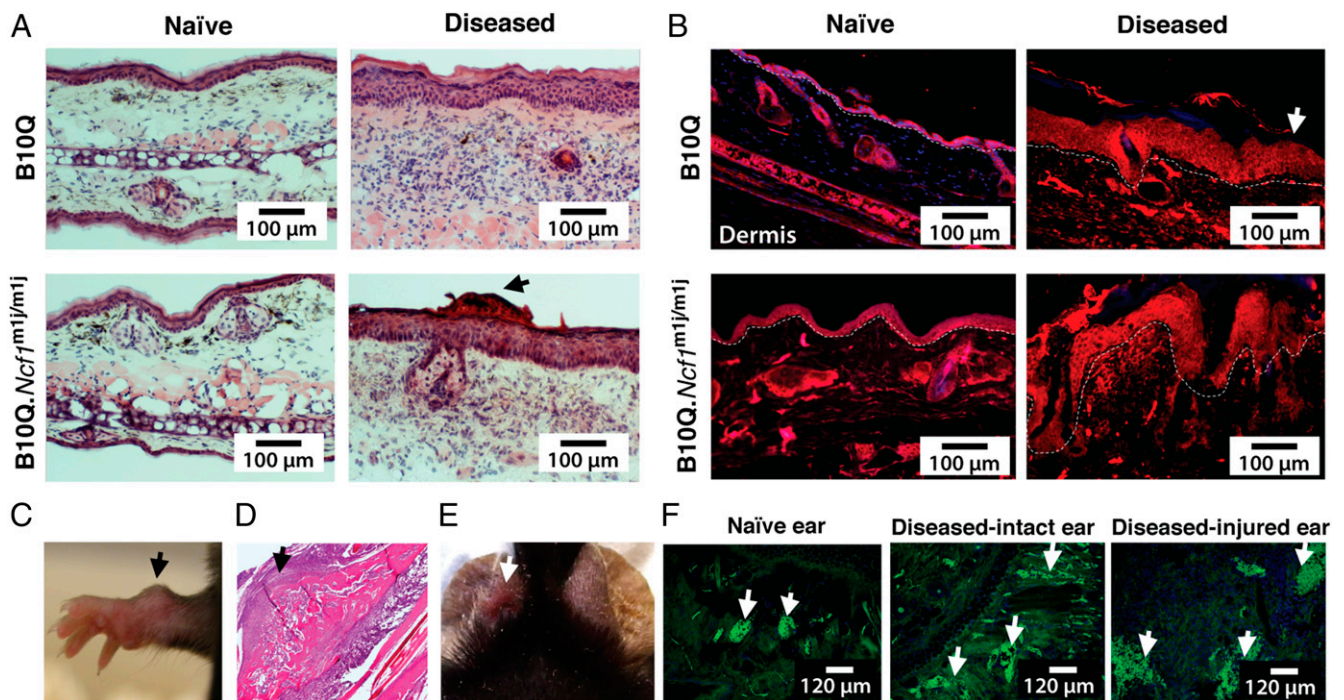 A
Naïve
Diseased
B10Q
100 µm
100 µm
B10Q.Ncf1m1j/m1j
100 µm
100 µm
B
Naïve
Diseased
B10Q
Dermis
100 µm
100 µm
B10Q.Ncf1m1j/m1j
100 µm
100 µm
C
D
E
F
Naïve ear
Diseased-intact ear
Diseased-injured ear
120 µm
120 µm
120 µm